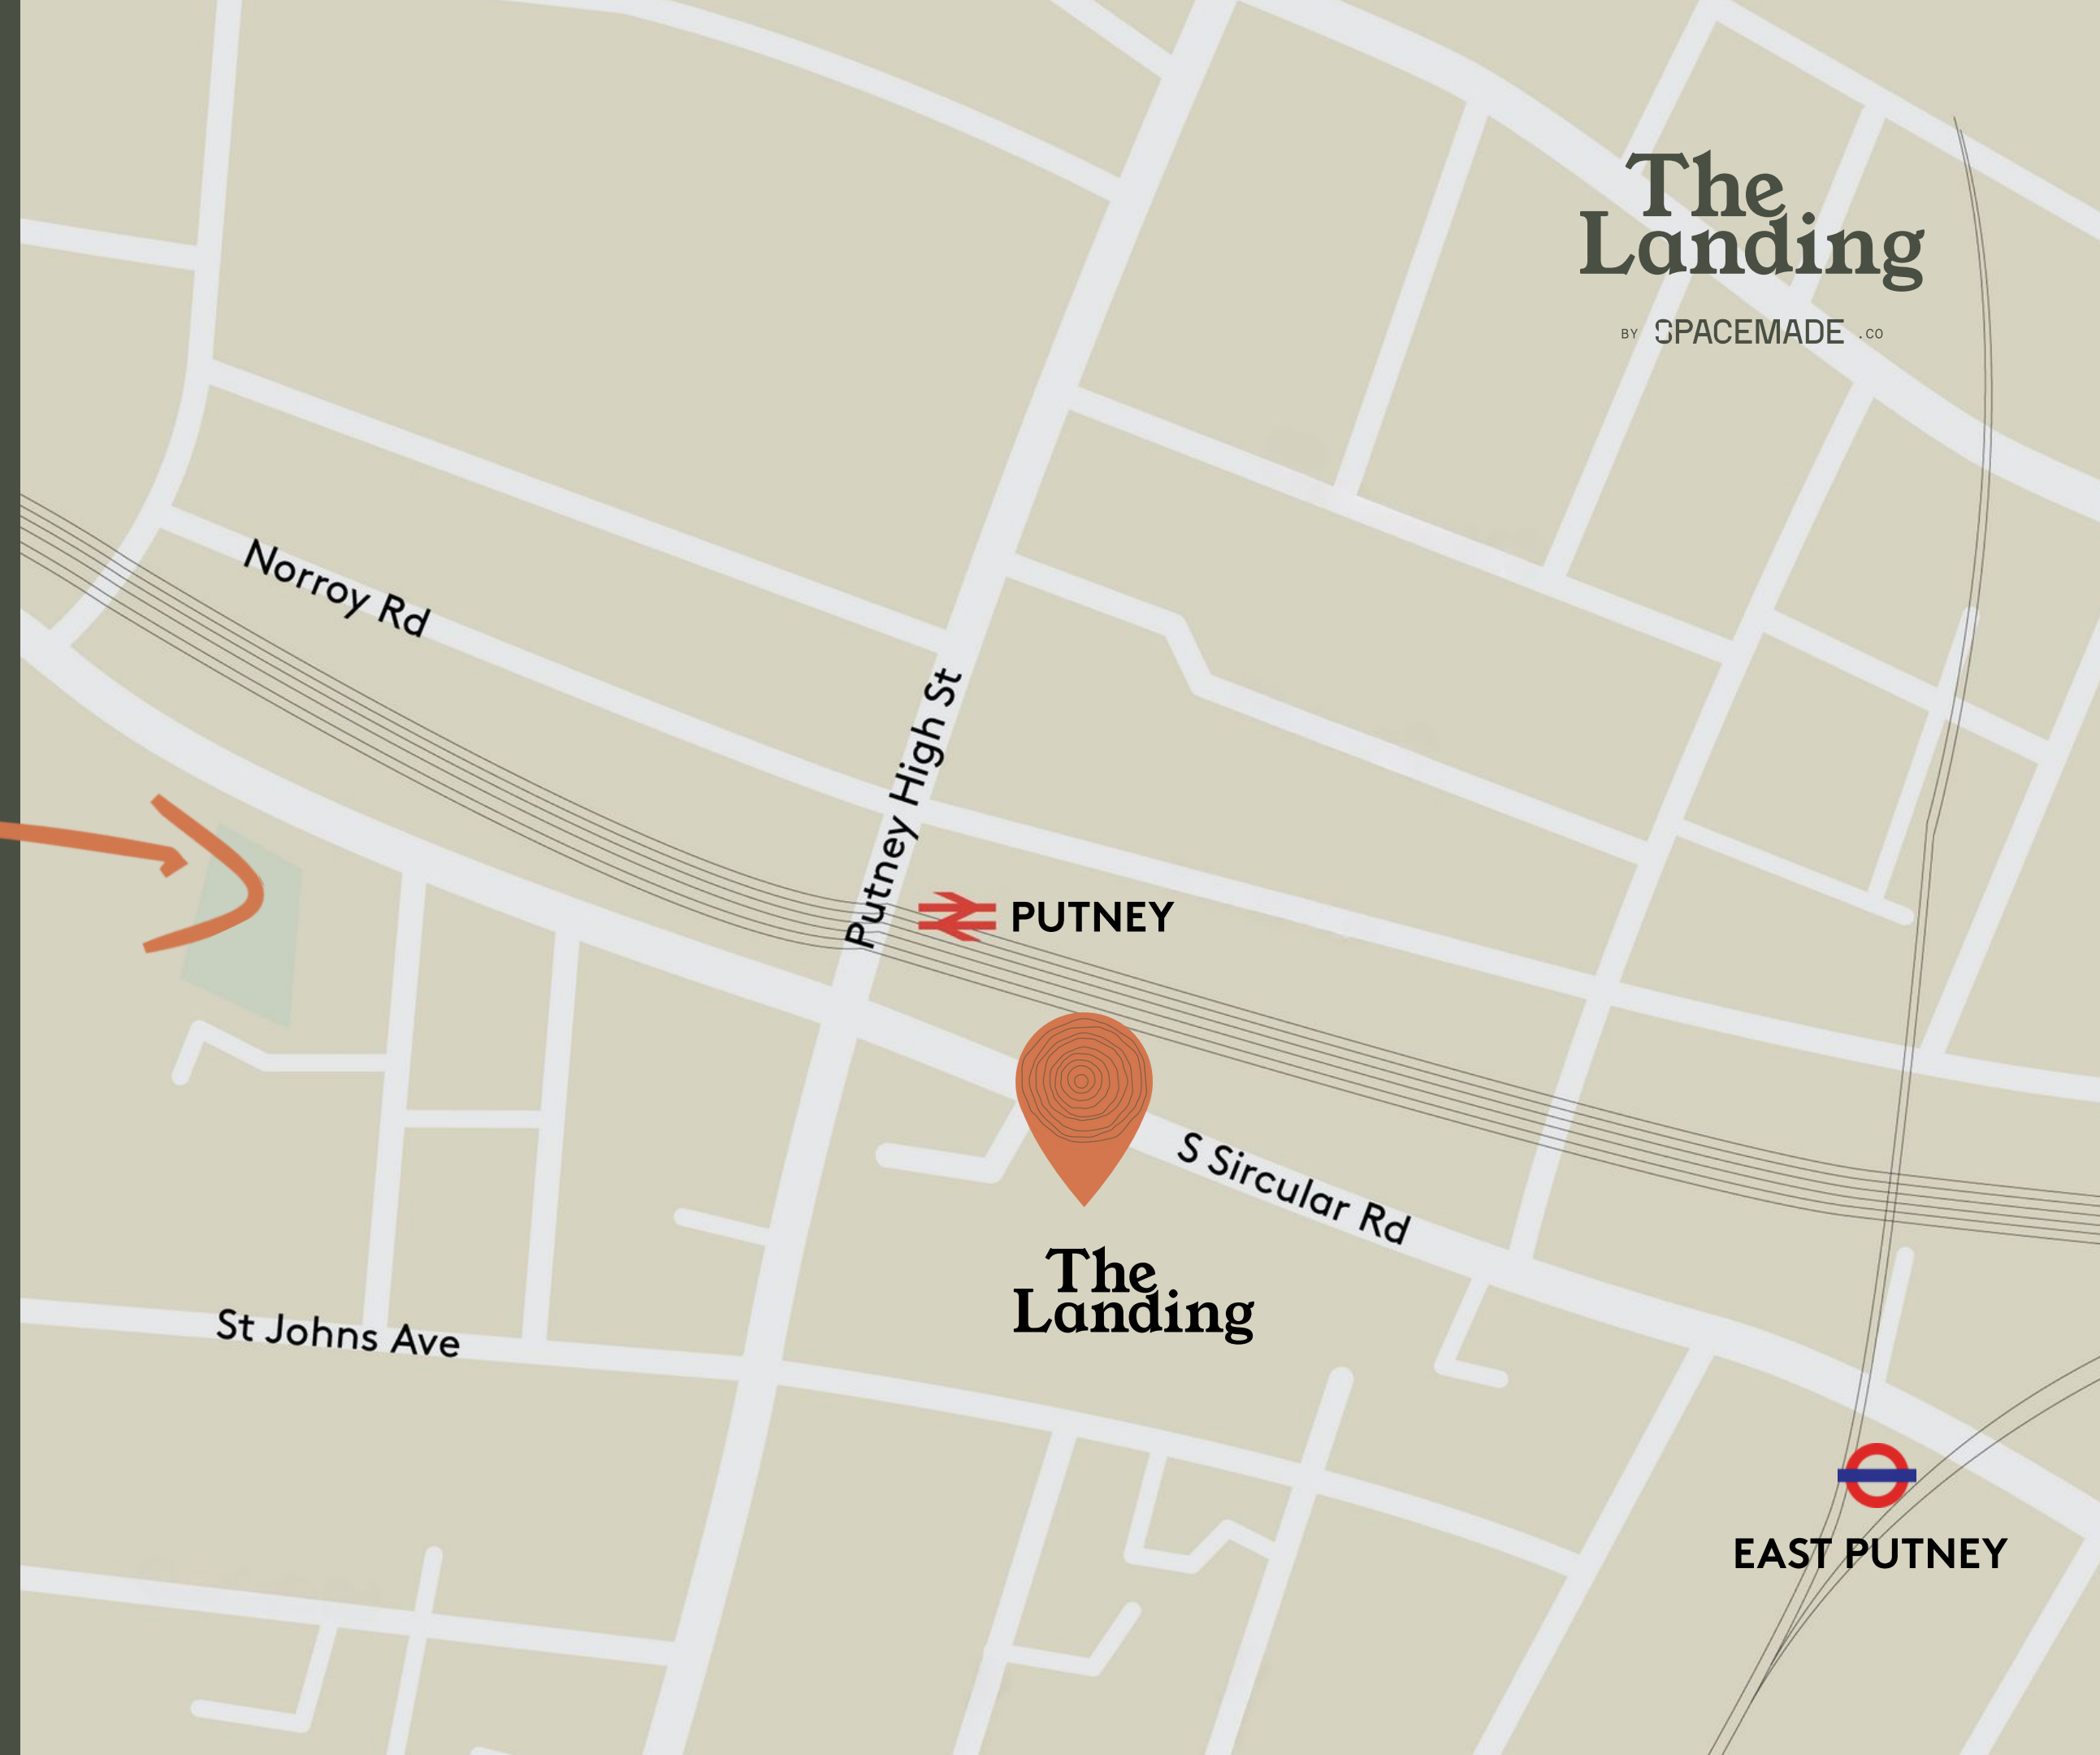 The
Landing
BY SPACEMADE .CO
Norroy Rd
Putney High St
PUTNEY
S Sircular Rd
The
Landing
St Johns Ave
EAST PUTNEY